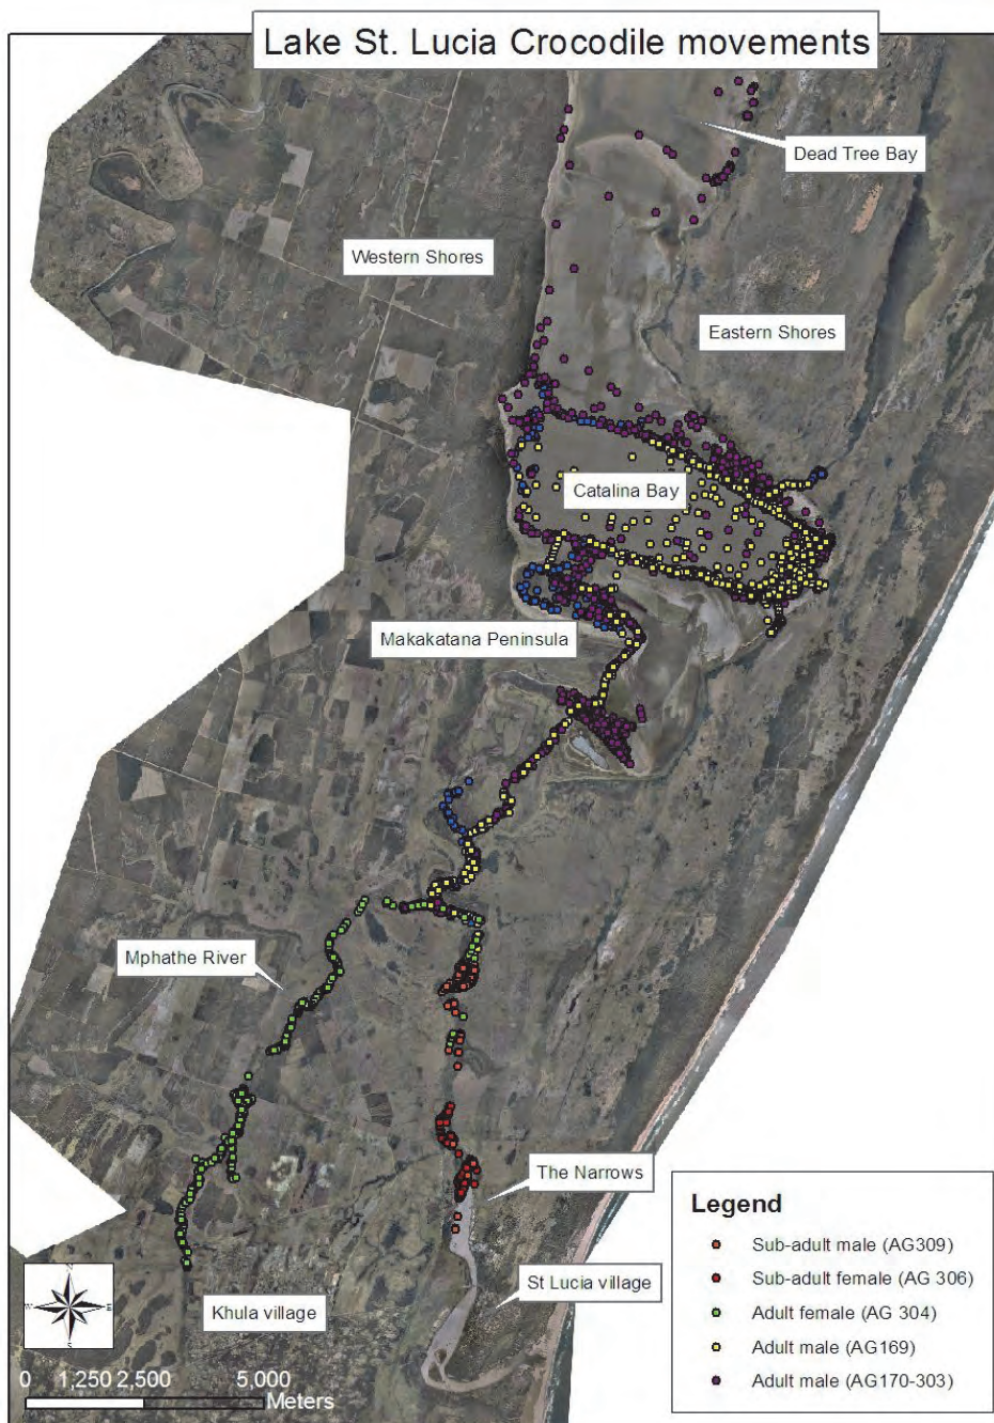 Lake St. Lucia Crocodile movements
Dead Tree Bay
Western Shores
Eastern Shores
Catalina Bay
Makakatana Peninsula
Mphathe River
The Narrows
St Lucia village
Khula village
Legend
Sub-adult male (AG309)
Sub-adult female (AG 306)
Adult female (AG 304)
Adult male (AG169)
Adult male (AG170-303)
N
W
E
S
0 1,250 2,500 5,000
Meters